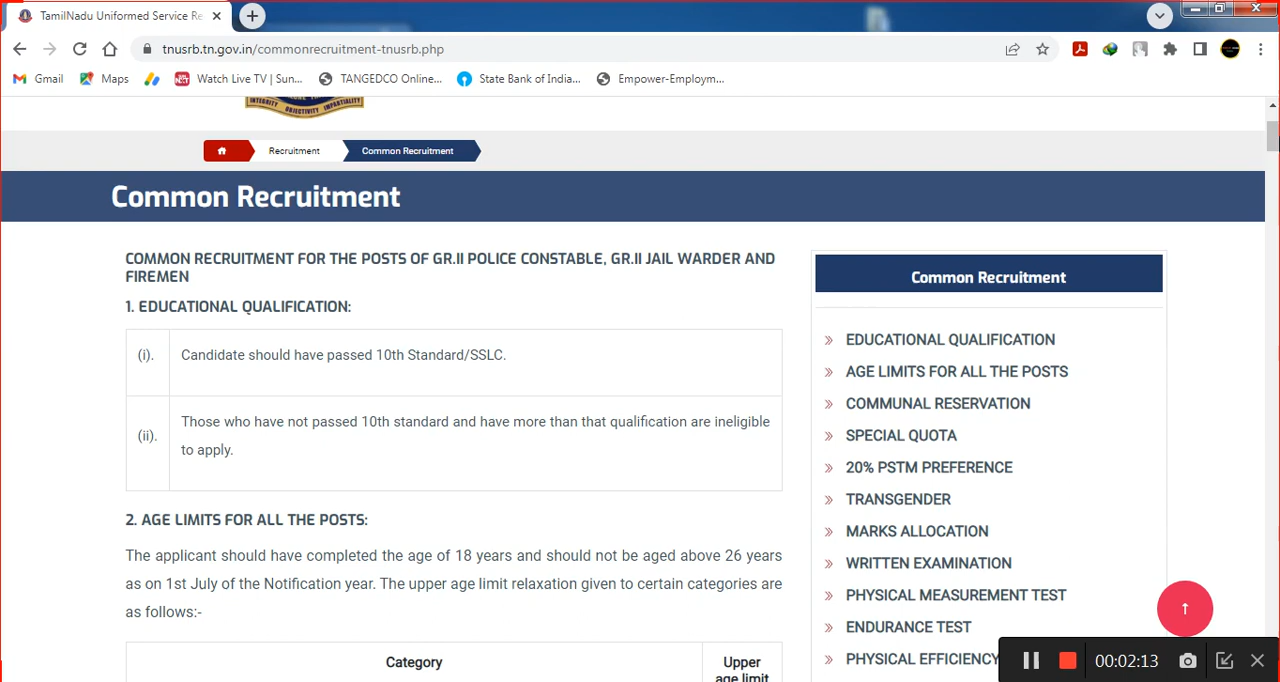 TamilNadu Uniformed Service Re
tnusrb.tn.gov.in/commonrecruitment-tnusrb.php
Gmail
Maps
Watch Live TV | Sun...
TANGEDCO Online...
State Bank of India...
Empower-Employm...
INTEGRITY OBJECTIVITY IMPARTIALITY
Recruitment
Common Recruitment
Common Recruitment
COMMON RECRUITMENT FOR THE POSTS OF GR.II POLICE CONSTABLE, GR.II JAIL WARDER AND
FIREMEN
1. EDUCATIONAL QUALIFICATION:
(i). Candidate should have passed 10th Standard/SSLC.
Those who have not passed 10th standard and have more than that qualification are ineligible
(ii).
to apply.
2. AGE LIMITS FOR ALL THE POSTS:
The applicant should have completed the age of 18 years and should not be aged above 26 years
as on 1st July of the Notification year. The upper age limit relaxation given to certain categories are
as follows:-
Category
Upper
age limit
Common Recruitment
EDUCATIONAL QUALIFICATION
AGE LIMITS FOR ALL THE POSTS
COMMUNAL RESERVATION
SPECIAL QUOTA
20% PSTM PREFERENCE
TRANSGENDER
MARKS ALLOCATION
WRITTEN EXAMINATION
PHYSICAL MEASUREMENT TEST
ENDURANCE TEST
PHYSICAL EFFICIENCY
00:02:13